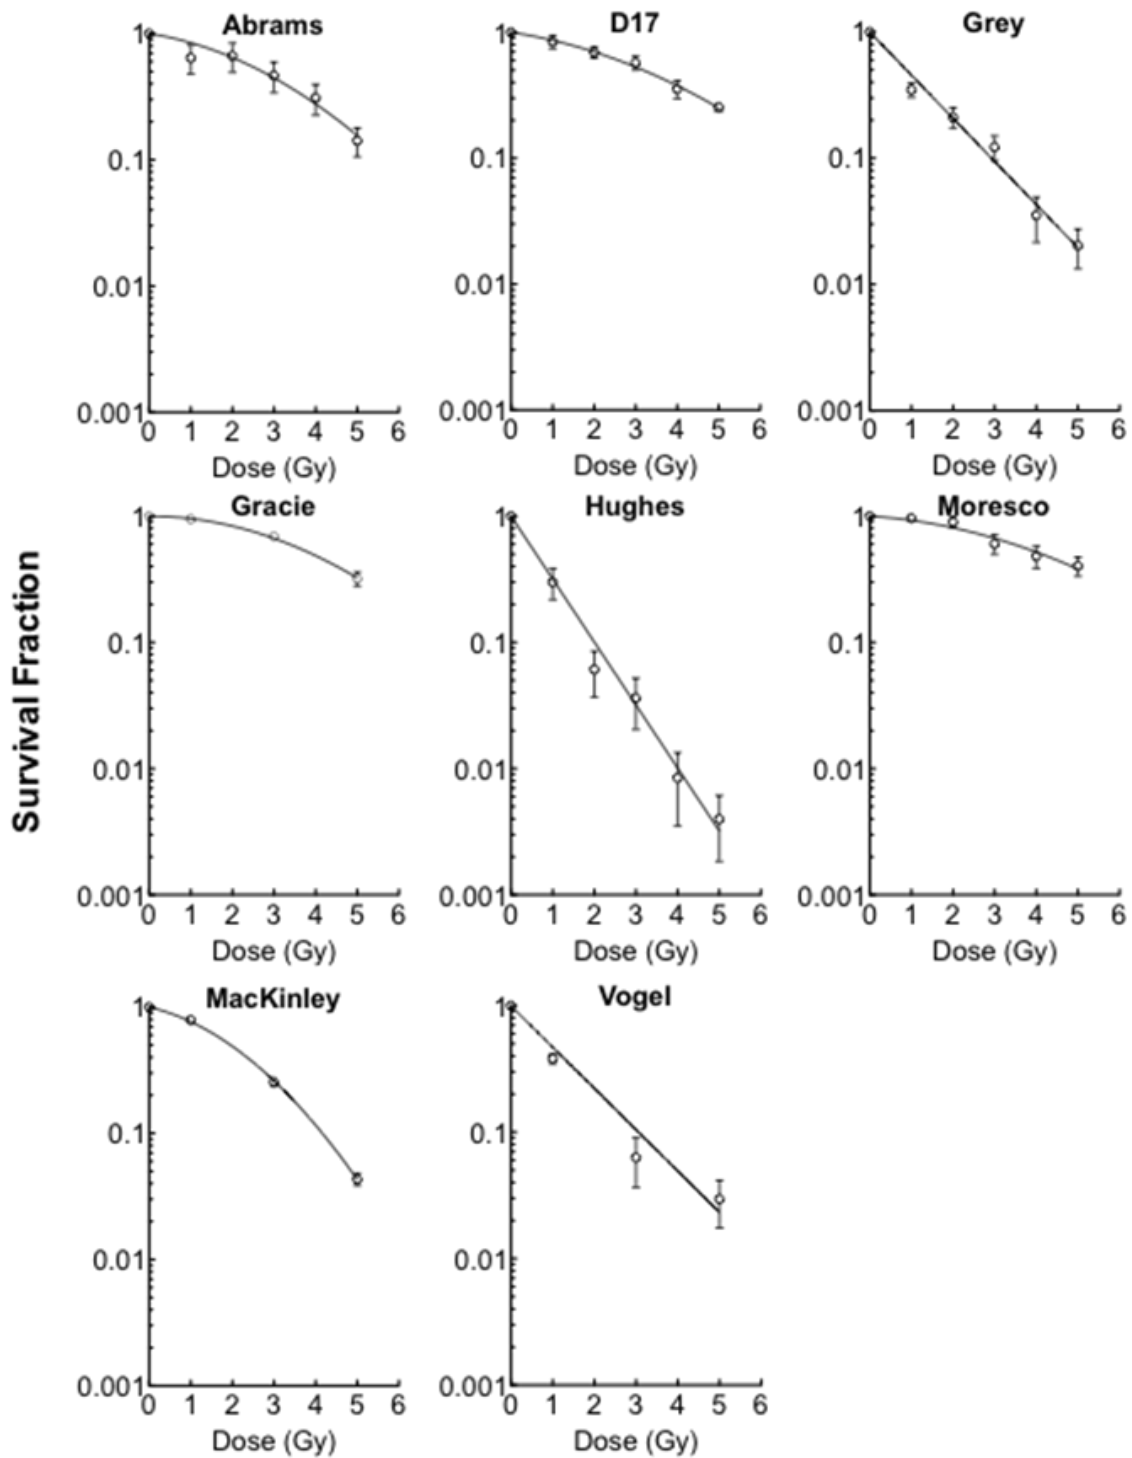 Abrams D17 Grey
1 1 1
0.1 0.1 0.1
0.01 0.01 0.01
0.001 0.001 0.001
0 1 2 3 4 5 6 0 1 2 3 4 5 6 0 1 2 3 4 5 6
Dose (Gy) Dose (Gy) Dose (Gy)
Survival Fraction
Gracie Hughes Moresco
1 1 1
0.1 0.1 0.1
0.01 0.01 0.01
0.001 0.001 0.001
0 1 2 3 4 5 6 0 1 2 3 4 5 6 0 1 2 3 4 5 6
Dose (Gy) Dose (Gy) Dose (Gy)
MacKinley Vogel
1 1
0.1 0.1
0.01 0.01
0.001 0.001
0 1 2 3 4 5 6 0 1 2 3 4 5 6
Dose (Gy) Dose (Gy)